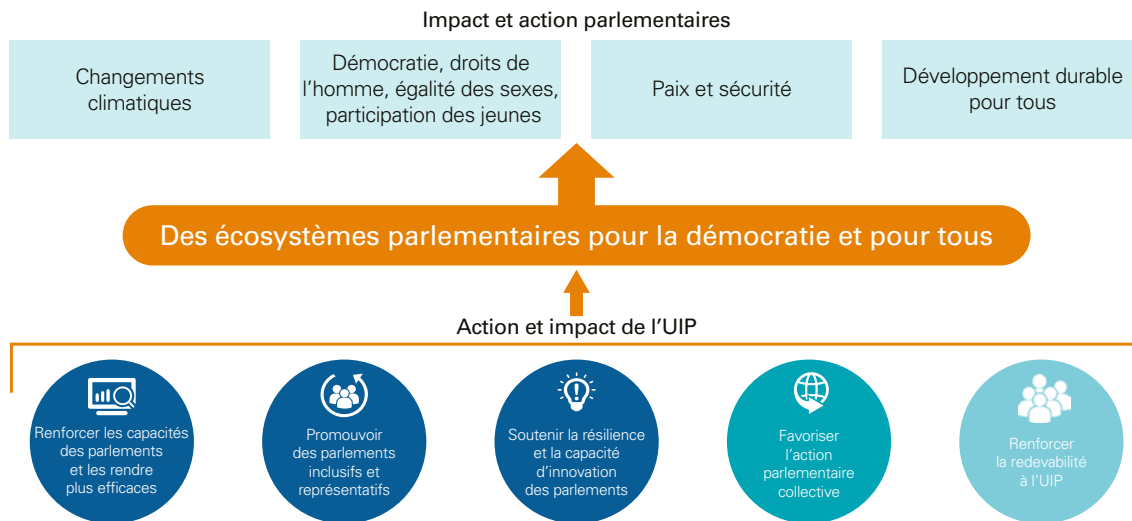 Impact et action parlementaires
Changements
climatiques
Démocratie, droits de
l'homme, égalité des sexes,
participation des jeunes
Paix et sécurité
Développement durable
pour tous
Des écosystèmes parlementaires pour la démocratie et pour tous
Action et impact de l'UIP
Renforcer les capacités
des parlements
et les rendre
plus efficaces
Promouvoir
des parlements
inclusifs et
représentatifs
Soutenir la résilience
et la capacité
d'innovation
des parlements
Favoriser
l'action
parlementaire
collective
Renforcer
la redevabilité
à l'UIP